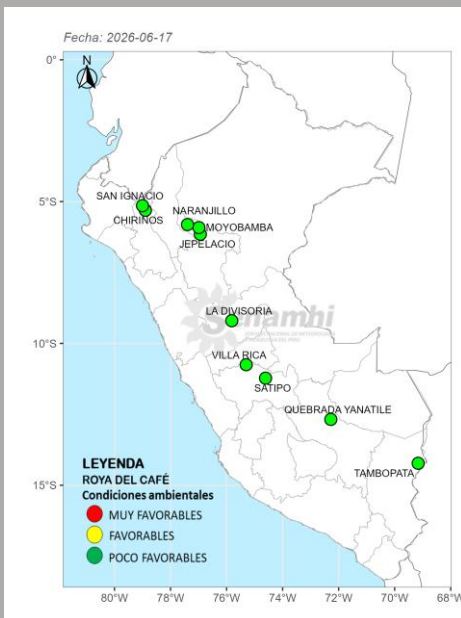 Fecha: 2026-06-17
N
0°
SAN IGNACIO
NARANJILLO
5°S
CHIRINOS
MOYOBAMBA
JEPELACIO
LA DIVISORIA
Senamhi
10°S
VILLA RICA
SATIPO
QUEBRADA YANATILE
TAMBOPATA
15°S
LEYENDA
ROYA DEL CAFÉ
Condiciones ambientales
MUY FAVORABLES
FAVORABLES
POCO FAVORABLES
80°W 78°W 76°W 74°W 72°W 70°W 68°W